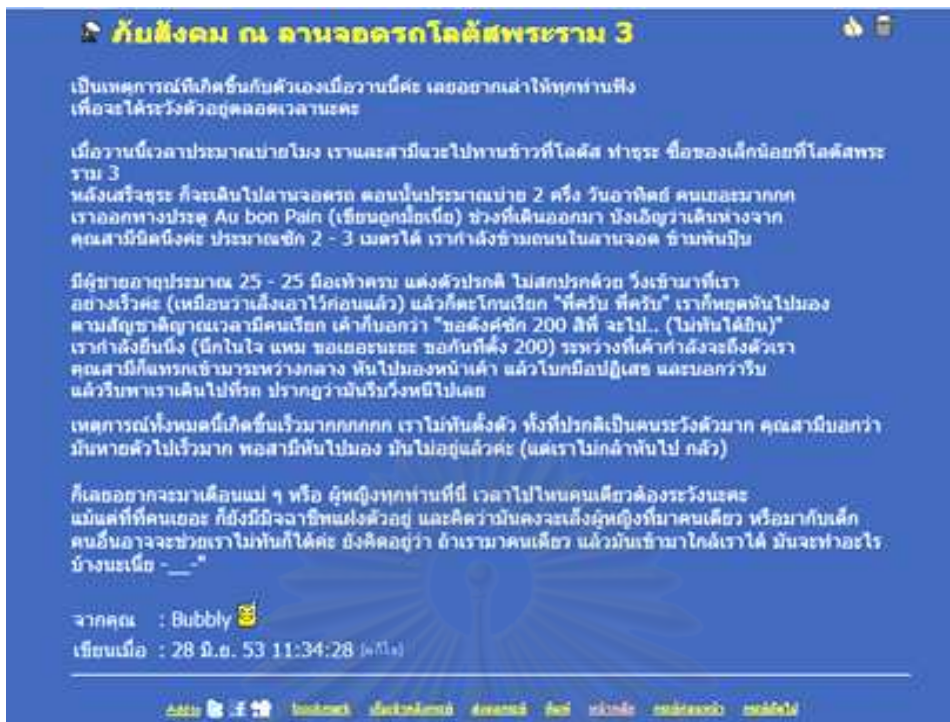 ภัยสังคม ณ ลานจอดรถโลตัสพระราม 3
เป็นเหตุการณ์ที่เกิดขึ้นกับตัวเองเมื่อวานนี้ค่ะ เลยอยากเล่าให้ทุกท่านฟัง
เพื่อจะได้ระวังตัวอยู่ตลอดเวลานะคะ
เมื่อวานนี้เวลาประมาณบ่ายโมง เราและสามีแวะไปทานข้าวที่โลตัส ทำธุระ ซื้อของเล็กน้อยที่โลตัสพระ
ราม 3
หลังเสร็จธุระ ก็จะเดินไปลานจอดรถ ตอนนั้นประมาณบ่าย 2 ครึ่ง วันอาทิตย์ คนเยอะมากกก
เราออกทางประตู Au bon Pain (เขียนถูกมั้ยเนี่ย) ช่วงที่เดินออกมา บังเอิญว่าเดินห่างจาก
คุณสามีนิดนึงค่ะ ประมาณซัก 2 - 3 เมตรได้ เรากำลังข้ามถนนในลานจอด ข้ามพ้นปุ๊บ
มีผู้ชายอายุประมาณ 25 - 25 มือเท้าครบ แต่งตัวปรกติ ไม่สกปรกด้วย วิ่งเข้ามาที่เรา
อย่างเร็วค่ะ (เหมือนว่าเล็งเอาไว้ก่อนแล้ว) แล้วก็ตะโกนเรียก "พี่ครับ พี่ครับ" เราก็หยุดหันไปมอง
ตามสัญชาติญาณเวลามีคนเรียก เค้าก็บอกว่า "ขอตังค์ซัก 200 สิพี่ จะไป.. (ไม่ทันได้ยิน)"
เรากำลังยืนนิ่ง (นึกในใจ แหม ขอเยอะนะยะ ขอกันทีตั้ง 200) ระหว่างที่เค้ากำลังจะถึงตัวเรา
คุณสามีก็แทรกเข้ามาระหว่างกลาง หันไปมองหน้าเค้า แล้วโบกมือปฏิเสธ และบอกว่ารีบ
แล้วรีบพาเราเดินไปที่รถ ปรากฏว่ามันรีบวิ่งหนีไปเลย
เหตุการณ์ทั้งหมดนี้เกิดขึ้นเร็วมากกกกกก เราไม่ทันตั้งตัว ทั้งที่ปรกติเป็นคนระวังตัวมาก คุณสามีบอกว่า
มันหายตัวไปเร็วมาก พอสามีหันไปมอง มันไม่อยู่แล้วค่ะ (แต่เราไม่กล้าหันไป กลัว)
ก็เลยอยากจะมาเตือนแม่ ๆ หรือ ผู้หญิงทุกท่านที่นี่ เวลาไปไหนคนเดียวต้องระวังนะคะ
แม้แต่ที่ที่คนเยอะ ก็ยังมีมิจฉาชีพแฝงตัวอยู่ และคิดว่ามันคงจะเล็งผู้หญิงที่มาคนเดียว หรือมากับเด็ก
คนอื่นอาจจะช่วยเราไม่ทันก็ได้ค่ะ ยังคิดอยู่ว่า ถ้าเรามาคนเดียว แล้วมันเข้ามาใกล้เราได้ มันจะทำอะไร
บ้างนะเนี่ย -__-"
จากคุณ : Bubbly
เขียนเมื่อ : 28 มิ.ย. 53 11:34:28 [แก้ไข]